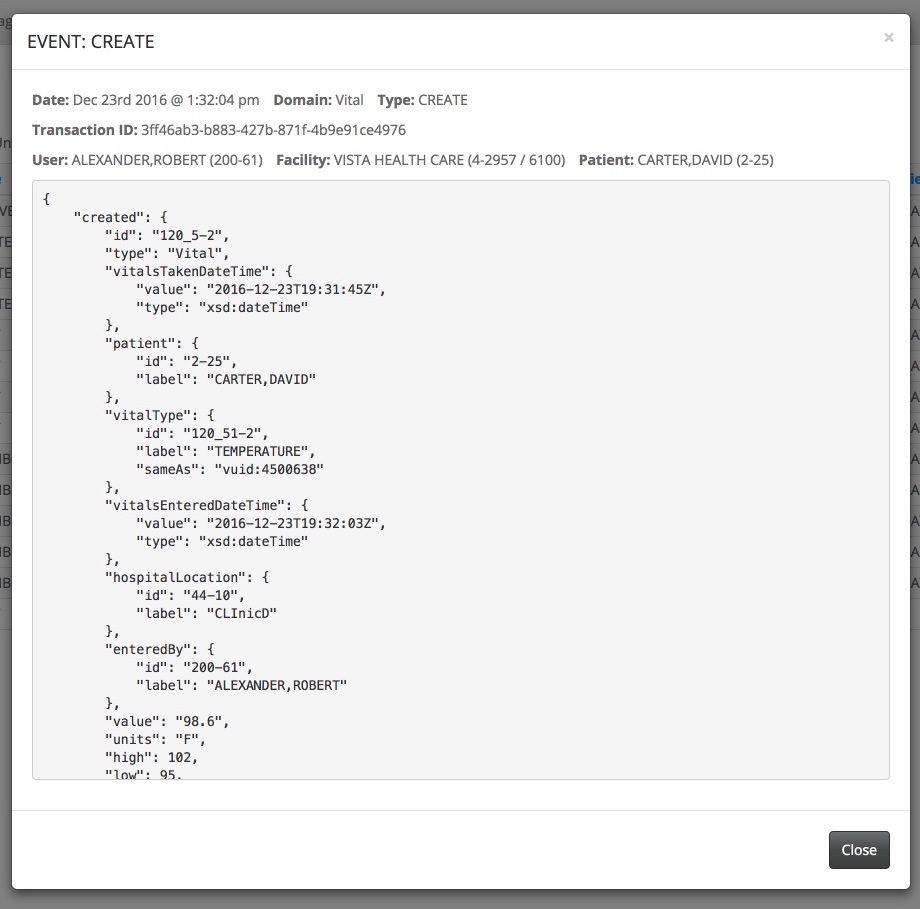 EVENT: CREATE ×
Date: Dec 23rd 2016 @ 1:32:04 pm Domain: Vital Type: CREATE
Transaction ID: 3ff46ab3-b883-427b-871f-4b9e91ce4976
User: ALEXANDER,ROBERT (200-61) Facility: VISTA HEALTH CARE (4-2957 / 6100) Patient: CARTER,DAVID (2-25)
{
    "created": {
        "id": "120_5-2",
        "type": "Vital",
        "vitalsTakenDateTime": {
            "value": "2016-12-23T19:31:45Z",
            "type": "xsd:dateTime"
        },
        "patient": {
            "id": "2-25",
            "label": "CARTER,DAVID"
        },
        "vitalType": {
            "id": "120_51-2",
            "label": "TEMPERATURE",
            "sameAs": "vuid:4500638"
        },
        "vitalsEnteredDateTime": {
            "value": "2016-12-23T19:32:03Z",
            "type": "xsd:dateTime"
        },
        "hospitalLocation": {
            "id": "44-10",
            "label": "CLInicD"
        },
        "enteredBy": {
            "id": "200-61",
            "label": "ALEXANDER,ROBERT"
        },
        "value": "98.6",
        "units": "F",
        "high": 102,
        "low": 95,
Close